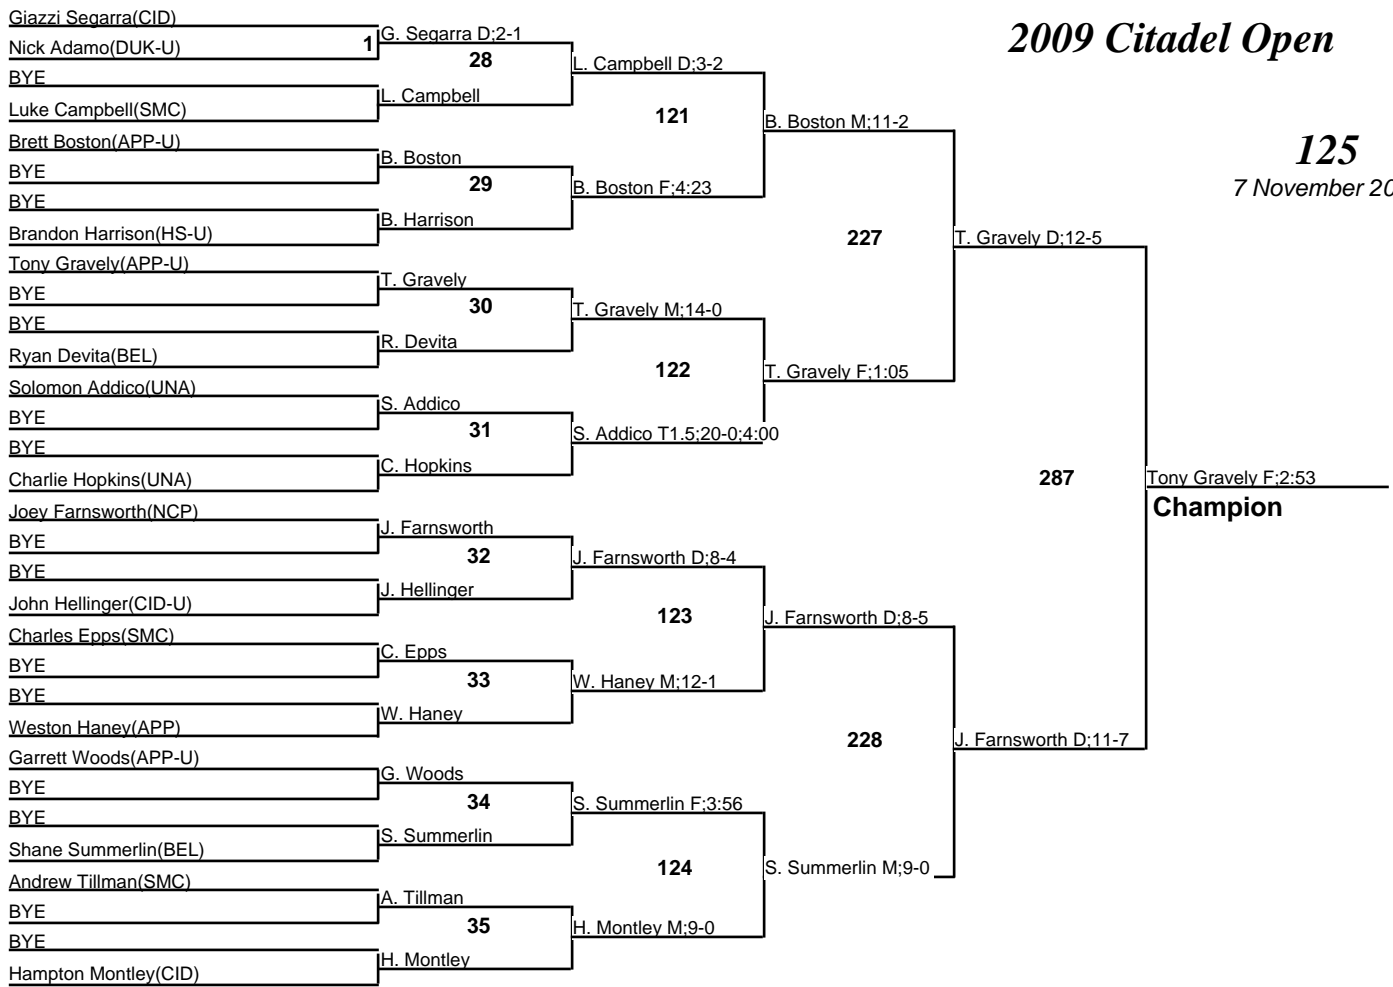 2009 Citadel Open
125
7 November 20
Giazzi Segarra(CID)
Nick Adamo(DUK-U)
BYE
Luke Campbell(SMC)
Brett Boston(APP-U)
BYE
BYE
Brandon Harrison(HS-U)
Tony Gravely(APP-U)
BYE
BYE
Ryan Devita(BEL)
Solomon Addico(UNA)
BYE
BYE
Charlie Hopkins(UNA)
Joey Farnsworth(NCP)
BYE
BYE
John Hellinger(CID-U)
Charles Epps(SMC)
BYE
BYE
Weston Haney(APP)
Garrett Woods(APP-U)
BYE
BYE
Shane Summerlin(BEL)
Andrew Tillman(SMC)
BYE
BYE
Hampton Montley(CID)
1
G. Segarra D;2-1
28
L. Campbell
B. Boston
29
B. Harrison
T. Gravely
30
R. Devita
S. Addico
31
C. Hopkins
J. Farnsworth
32
J. Hellinger
C. Epps
33
W. Haney
G. Woods
34
S. Summerlin
A. Tillman
35
H. Montley
L. Campbell D;3-2
121
B. Boston F;4:23
T. Gravely M;14-0
122
S. Addico T1.5;20-0;4:00
J. Farnsworth D;8-4
123
W. Haney M;12-1
S. Summerlin F;3:56
124
H. Montley M;9-0
B. Boston M;11-2
227
T. Gravely F;1:05
J. Farnsworth D;8-5
228
S. Summerlin M;9-0
T. Gravely D;12-5
287
J. Farnsworth D;11-7
Tony Gravely F;2:53
Champion